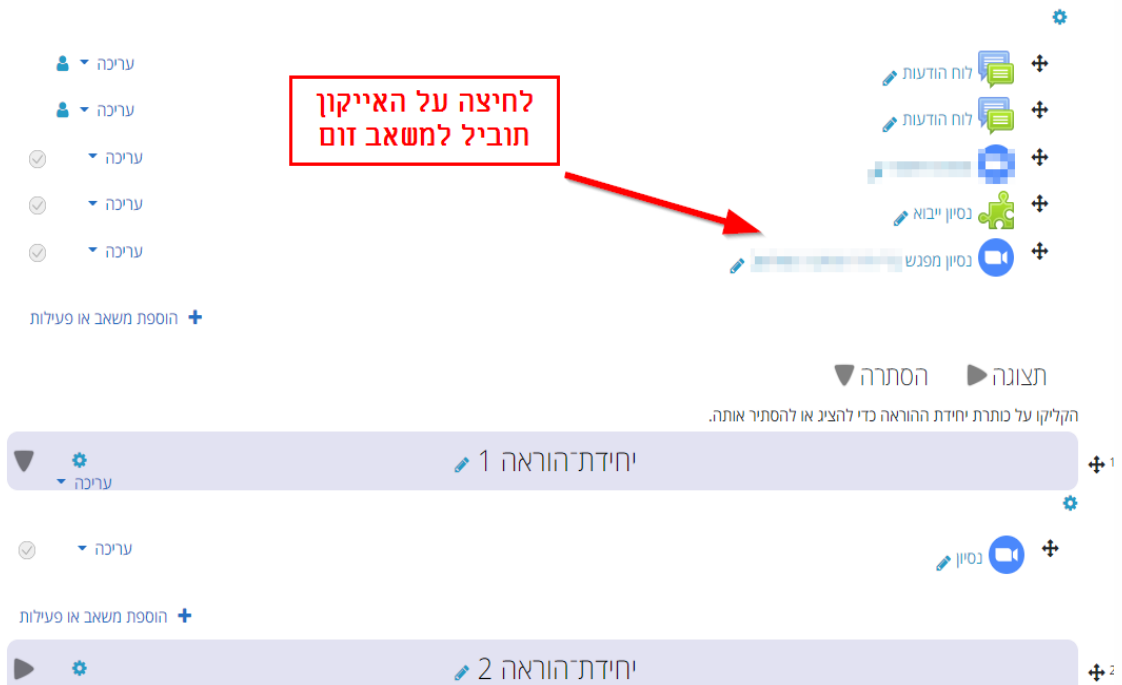 לוח הודעות
עריכה
לוח הודעות
עריכה
לחיצה על האייקון
תוביל למשאב זום
עריכה
נסיון ייבוא
עריכה
נסיון מפגש
עריכה
הוספת משאב או פעילות
תצוגה הסתרה
הקליקו על כותרת יחידת ההוראה כדי להציג או להסתיר אותה.
1
יחידת־הוראה 1
עריכה
נסיון
עריכה
הוספת משאב או פעילות
2
יחידת־הוראה 2